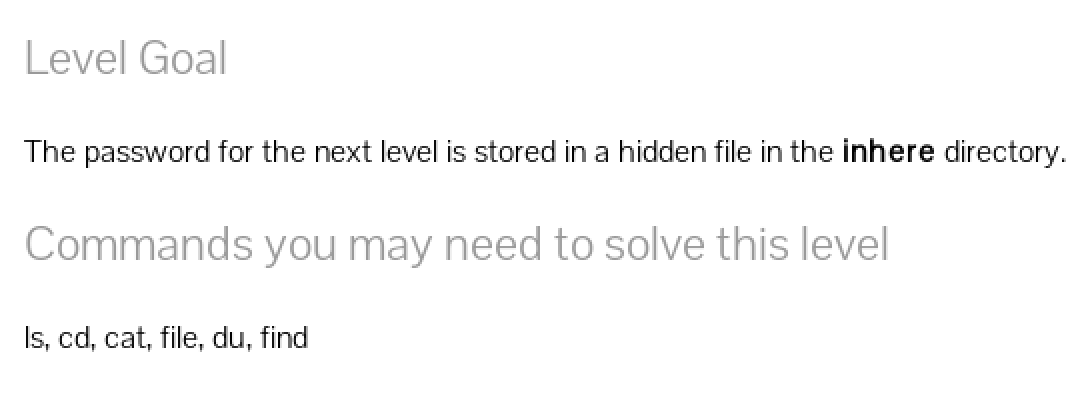 Level Goal
The password for the next level is stored in a hidden file in the inhere directory.
Commands you may need to solve this level
ls, cd, cat, file, du, find